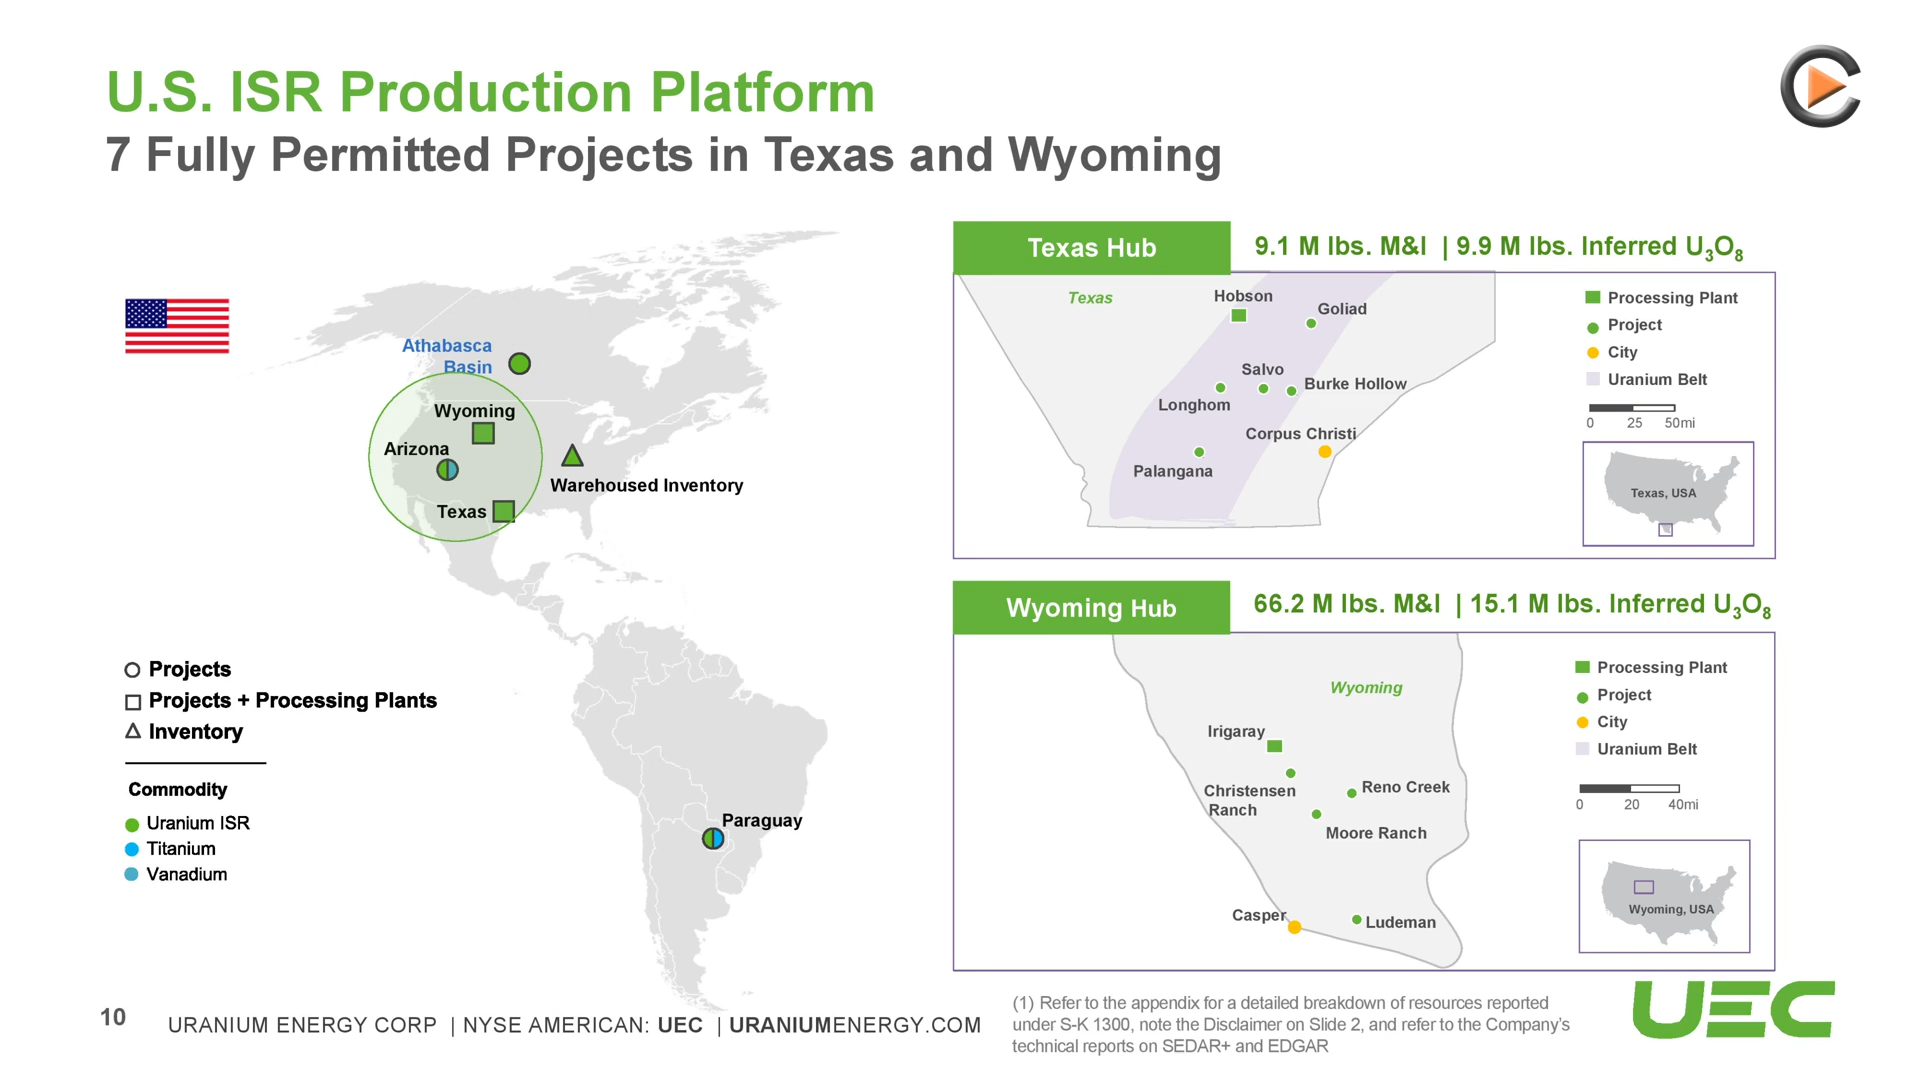 U.S. ISR Production Platform
7 Fully Permitted Projects in Texas and Wyoming
Athabasca
Basin
Wyoming
Arizona
Texas
Warehoused Inventory
Paraguay
Projects
Projects + Processing Plants
Inventory
Commodity
Uranium ISR
Titanium
Vanadium
Texas Hub
9.1 M lbs. M&I | 9.9 M lbs. Inferred U₃O₈
Texas
Hobson
Goliad
Salvo
Burke Hollow
Longhom
Corpus Christi
Palangana
Processing Plant
Project
City
Uranium Belt
0 25 50mi
Texas, USA
Wyoming Hub
66.2 M lbs. M&I | 15.1 M lbs. Inferred U₃O₈
Wyoming
Irigaray
Christensen
Ranch
Reno Creek
Moore Ranch
Casper
Ludeman
Processing Plant
Project
City
Uranium Belt
0 20 40mi
Wyoming, USA
10
URANIUM ENERGY CORP | NYSE AMERICAN: UEC | URANIUMENERGY.COM
(1) Refer to the appendix for a detailed breakdown of resources reported
under S-K 1300, note the Disclaimer on Slide 2, and refer to the Company's
technical reports on SEDAR+ and EDGAR
UEC